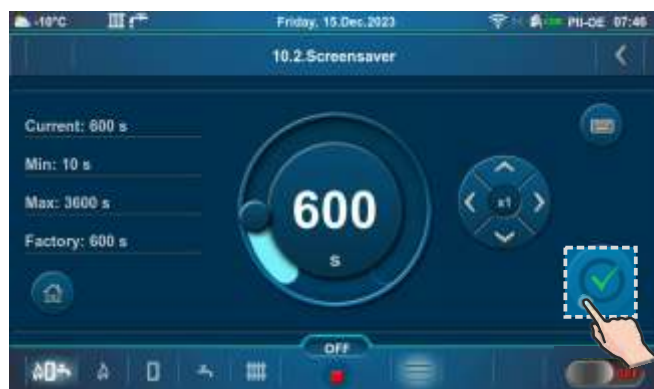 -10°C Friday, 15.Dec.2023 PII-OE 07:46
10.2.Screensaver
Current: 600 s
Min: 10 s
Max: 3600 s
Factory: 600 s
600
s
x1
OFF
OFF